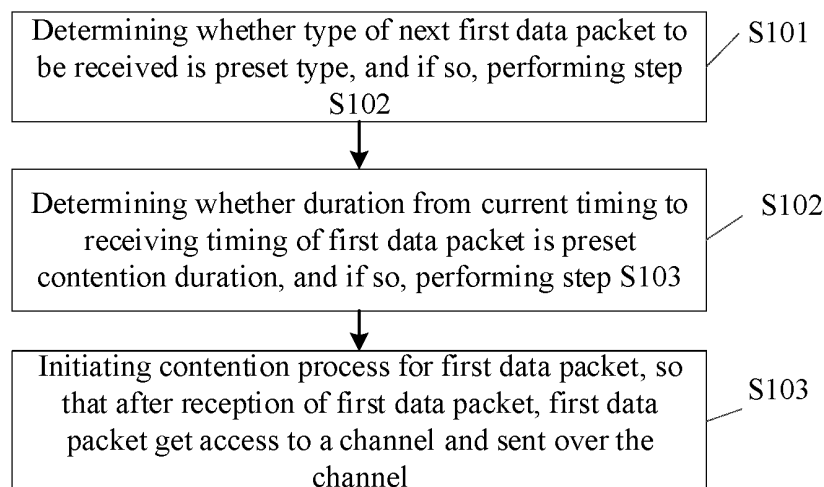 Determining whether type of next first data packet to
be received is preset type, and if so, performing step
S102
S101
Determining whether duration from current timing to
receiving timing of first data packet is preset
contention duration, and if so, performing step S103
S102
Initiating contention process for first data packet, so
that after reception of first data packet, first data
packet get access to a channel and sent over the
channel
S103